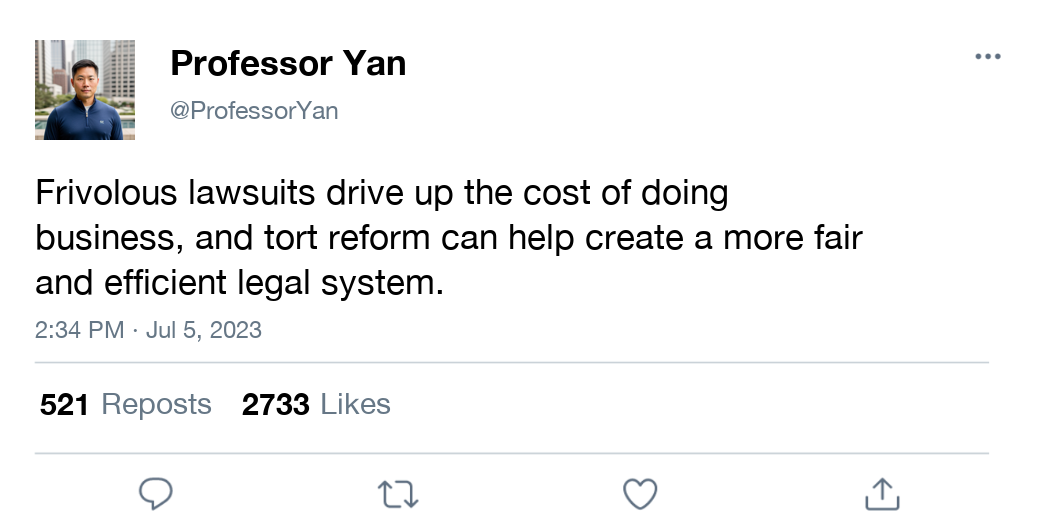 Professor Yan
@ProfessorYan
Frivolous lawsuits drive up the cost of doing
business, and tort reform can help create a more fair
and efficient legal system.
2:34 PM · Jul 5, 2023
521 Reposts 2733 Likes